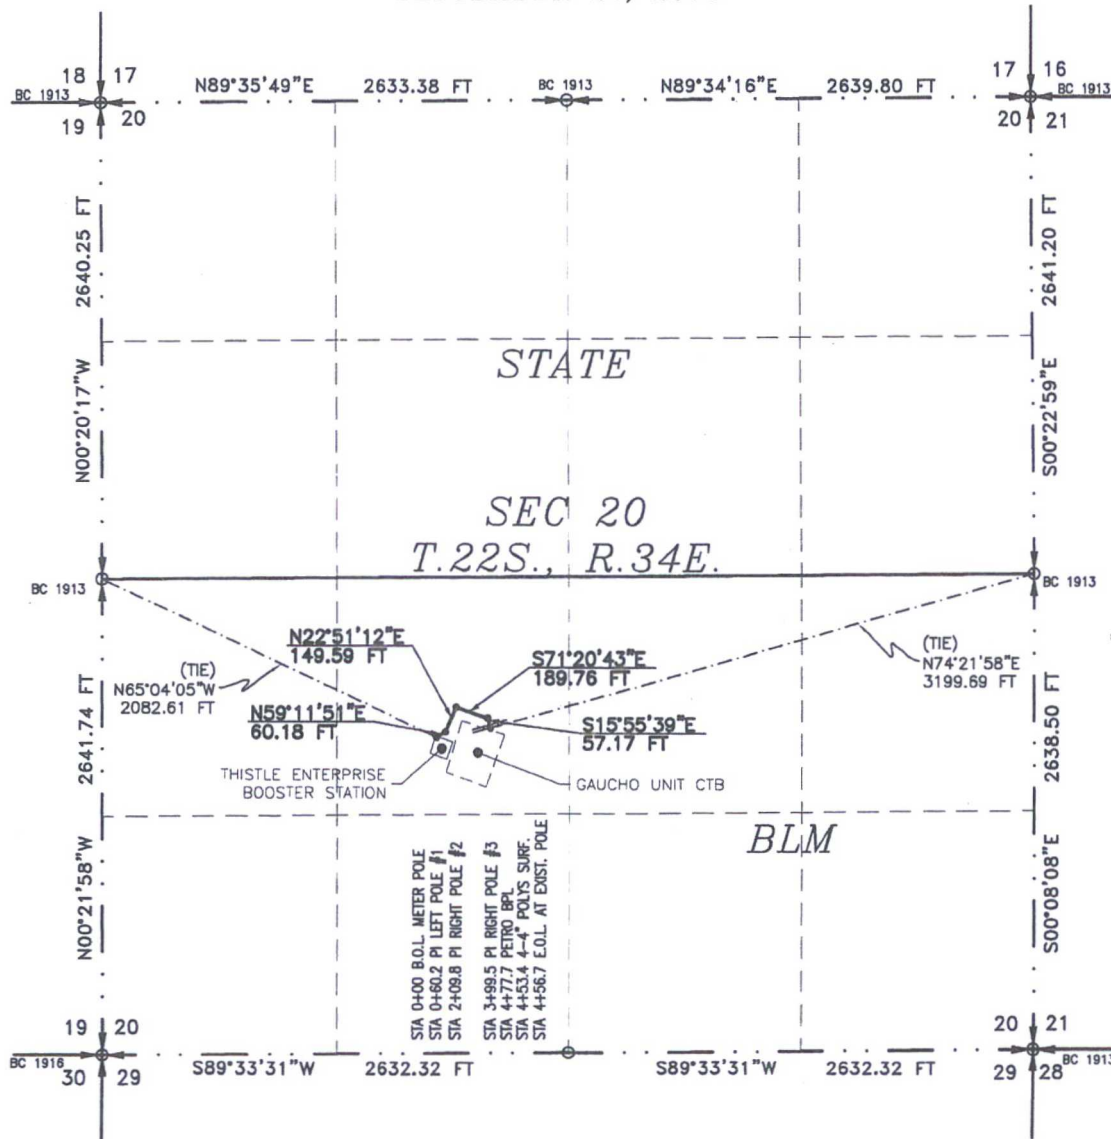 18 17
17 16
BC 1913
N89°35'49"E 2633.38 FT
BC 1913
N89°34'16"E 2639.80 FT
BC 1913
19 20
20 21
2640.25 FT
N00°20'17"W
2641.20 FT
S00°22'59"E
STATE
SEC 20
T.22S., R.34E.
BC 1913
BC 1913
N22°51'12"E
149.59 FT
S71°20'43"E
189.76 FT
(TIE)
N65°04'05"W
2082.61 FT
(TIE)
N74°21'58"E
3199.69 FT
N59°11'51"E
60.18 FT
S15°55'39"E
57.17 FT
THISTLE ENTERPRISE
BOOSTER STATION
GAUCHO UNIT CTB
2641.74 FT
N00°21'58"W
2638.50 FT
S00°08'08"E
BLM
STA 0+00 B.O.L. METER POLE
STA 0+60.2 PI LEFT POLE #1
STA 2+09.8 PI RIGHT POLE #2
STA 3+99.5 PI RIGHT POLE #3
STA 4+77.7 PETRO BPL
STA 4+53.4 4-4" POLYS SURF.
STA 4+56.7 E.O.L. AT EXIST. POLE
19 20
20 21
BC 1916
S89°33'31"W 2632.32 FT
S89°33'31"W 2632.32 FT
BC 1913
30 29
29 28